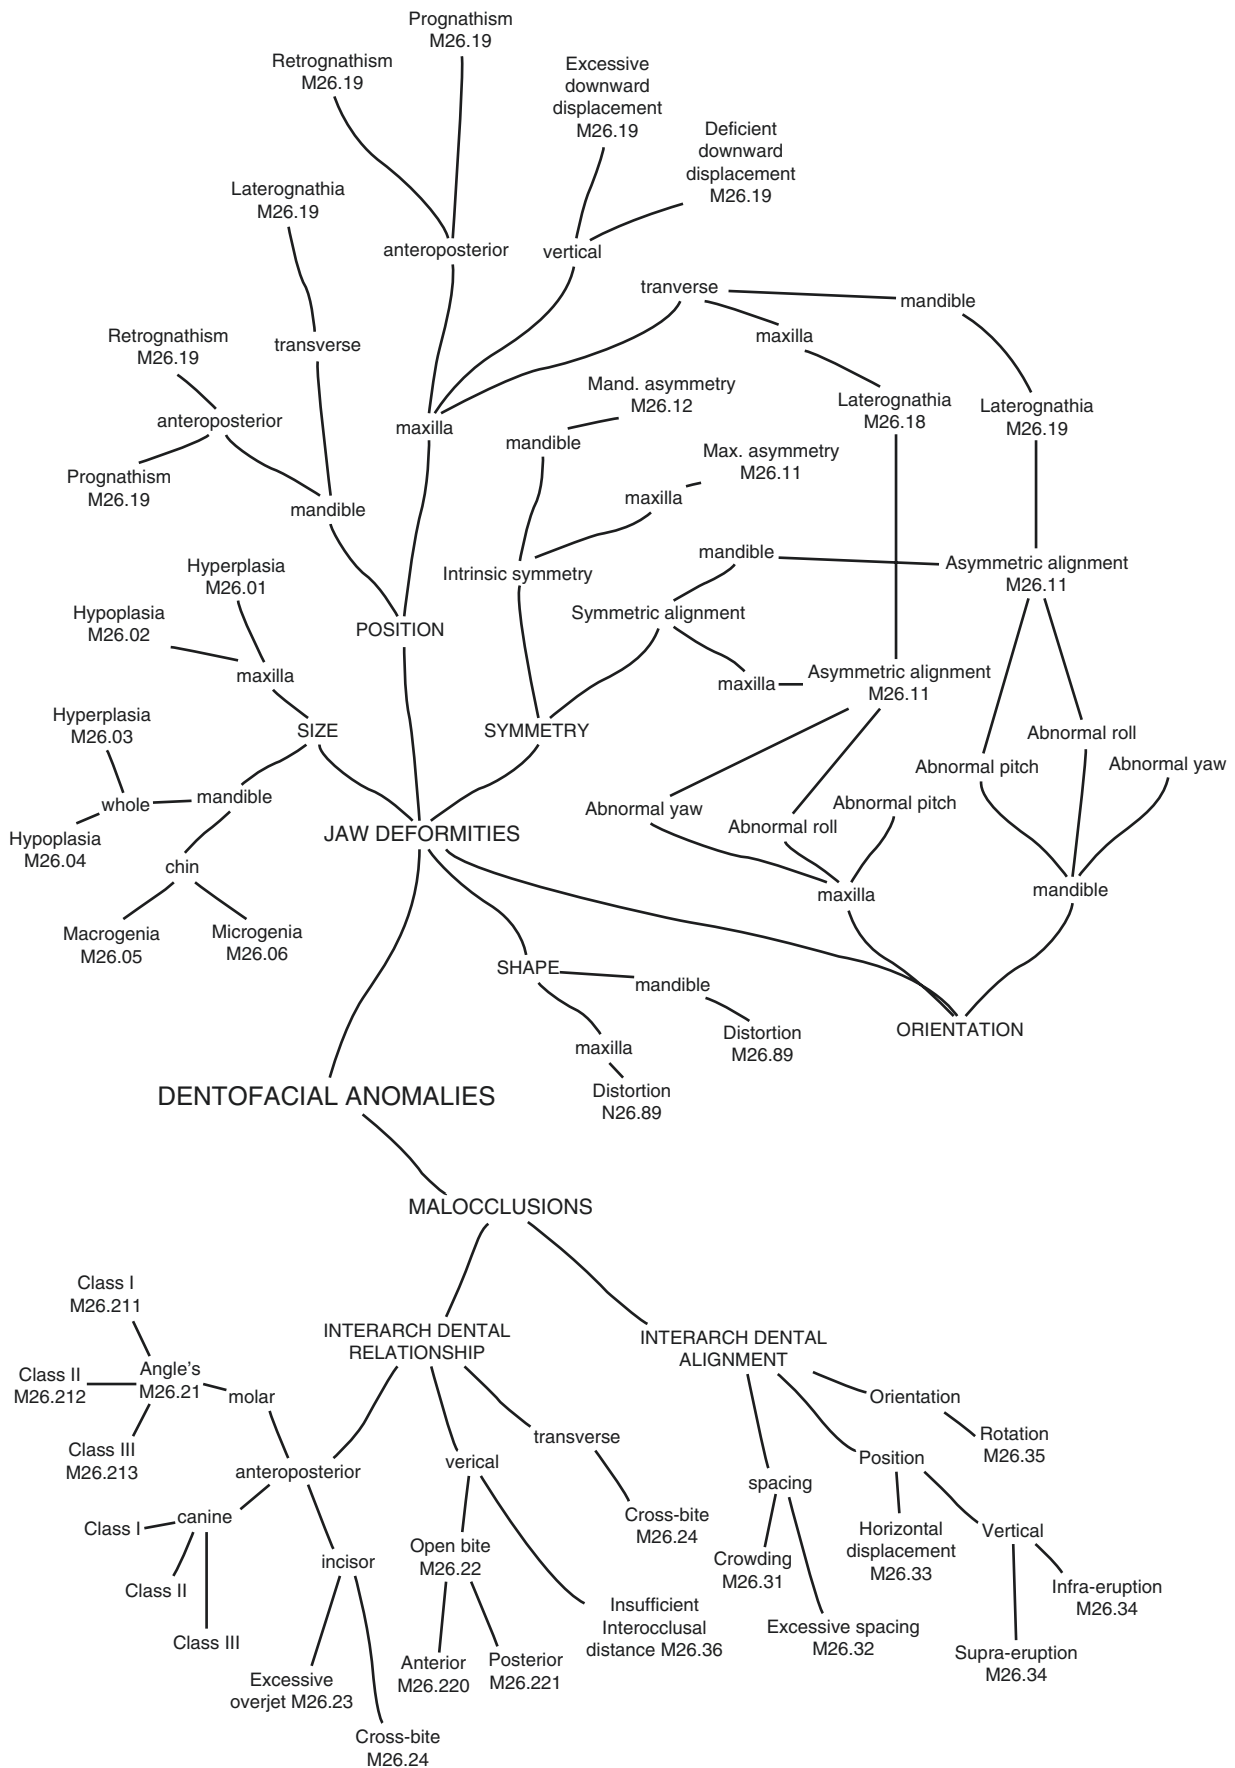 Prognathism
M26.19
Retrognathism
M26.19
Excessive
downward
displacement
M26.19
Deficient
downward
displacement
M26.19
Laterognathia
M26.19
anteroposterior
vertical
tranverse
mandible
maxilla
Retrognathism
M26.19
transverse
Mand. asymmetry
M26.12
Laterognathia
M26.18
Laterognathia
M26.19
anteroposterior
maxilla
mandible
Max. asymmetry
M26.11
Prognathism
M26.19
maxilla
mandible
mandible
Asymmetric alignment
M26.11
Hyperplasia
M26.01
Intrinsic symmetry
Hypoplasia
M26.02
Symmetric alignment
POSITION
maxilla
maxilla
Asymmetric alignment
M26.11
Hyperplasia
M26.03
SIZE
SYMMETRY
Abnormal roll
Abnormal pitch
Abnormal yaw
whole
mandible
Abnormal yaw
Abnormal pitch
Hypoplasia
M26.04
JAW DEFORMITIES
Abnormal roll
chin
maxilla
mandible
Macrogenia
M26.05
Microgenia
M26.06
SHAPE
mandible
Distortion
M26.89
ORIENTATION
maxilla
Distortion
N26.89
DENTOFACIAL ANOMALIES
MALOCCLUSIONS
Class I
M26.211
INTERARCH DENTAL
RELATIONSHIP
INTERARCH DENTAL
ALIGNMENT
Class II
M26.212
Angle's
M26.21
molar
Orientation
Class III
M26.213
transverse
Rotation
M26.35
anteroposterior
verical
Position
spacing
canine
Class I
Cross-bite
M26.24
Horizontal
displacement
M26.33
Vertical
Open bite
M26.22
incisor
Crowding
M26.31
Class II
Infra-eruption
M26.34
Insufficient
Interocclusal
distance M26.36
Excessive spacing
M26.32
Class III
Supra-eruption
M26.34
Anterior
M26.220
Posterior
M26.221
Excessive
overjet M26.23
Cross-bite
M26.24